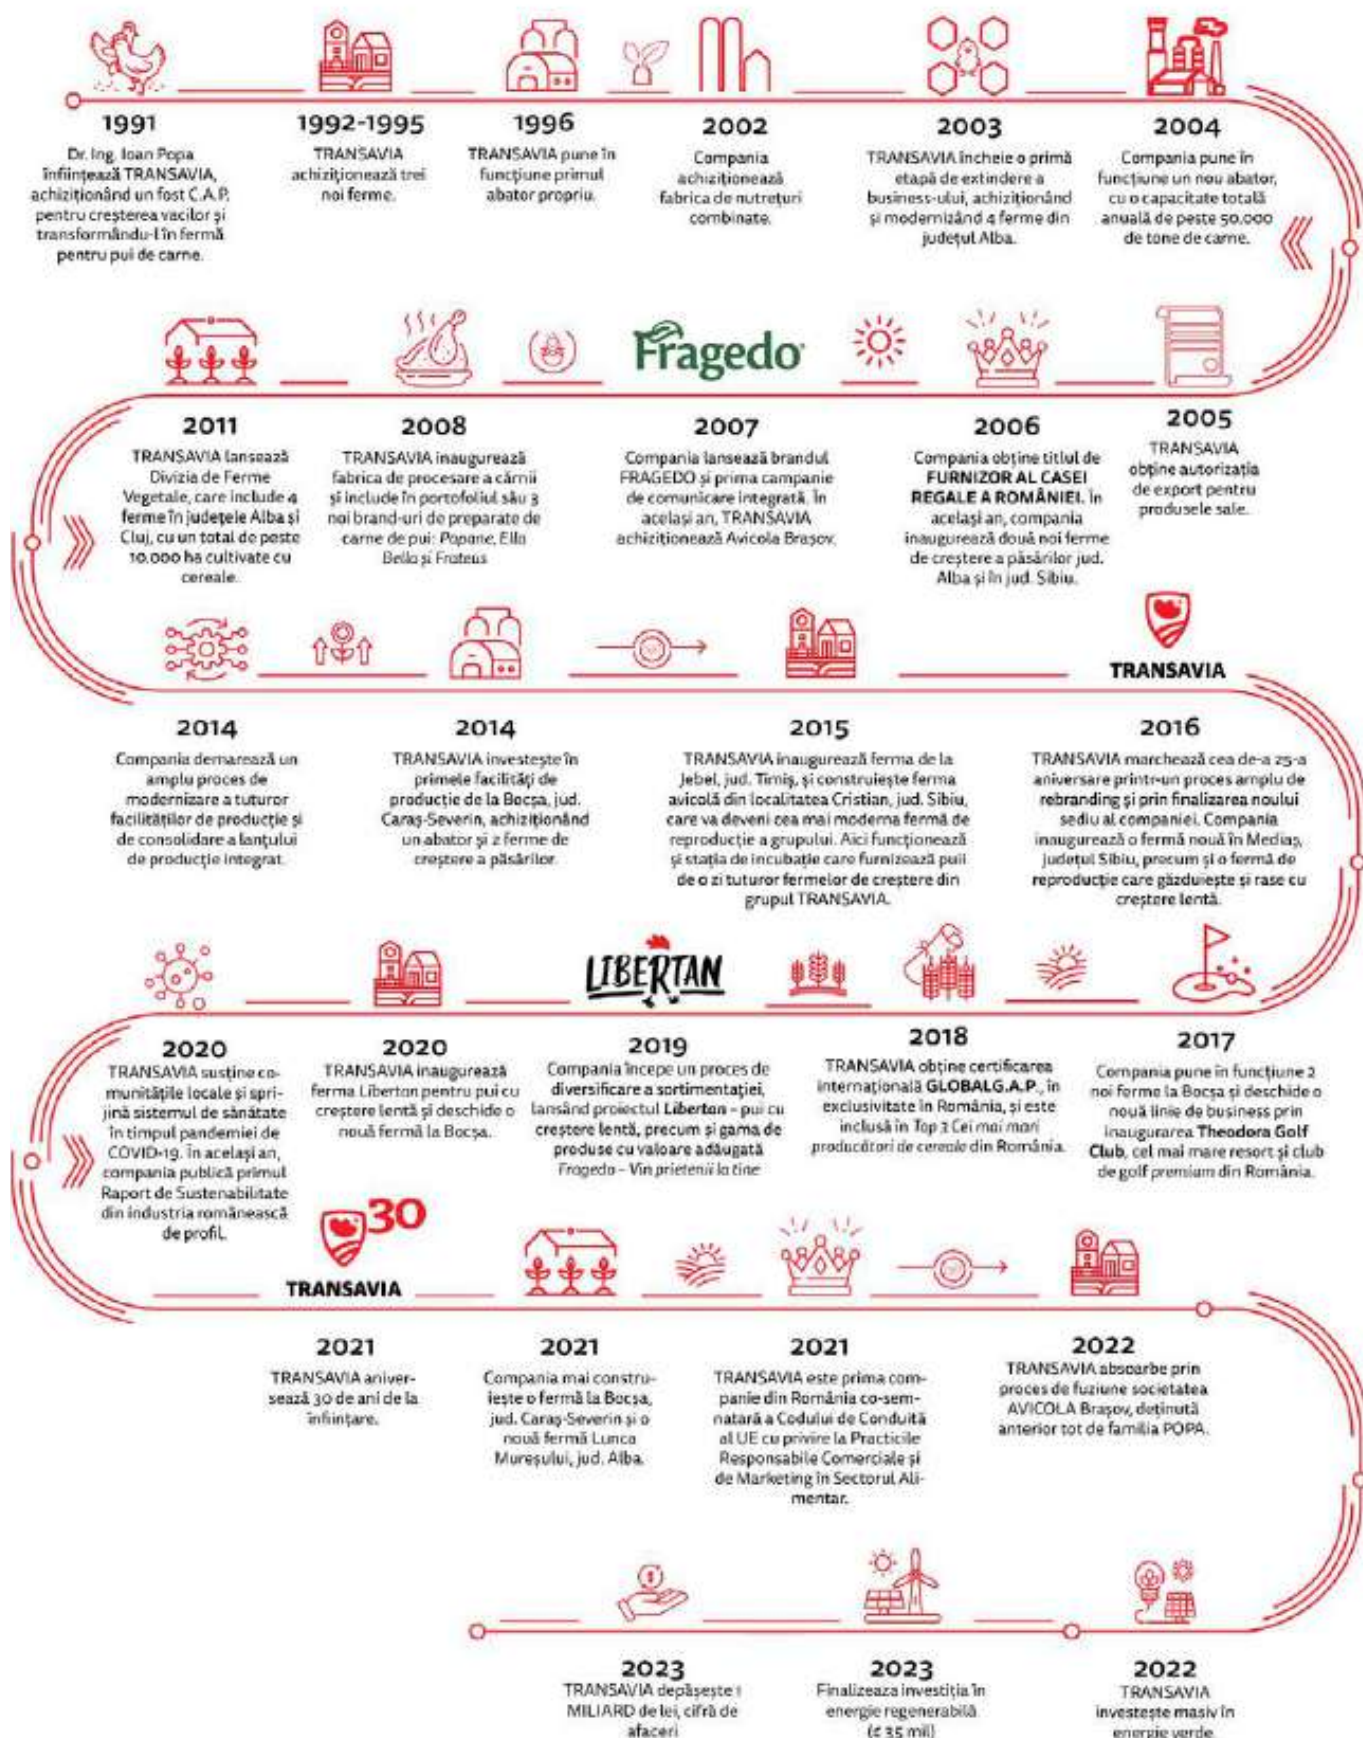 1991
Dr. Ing. Ioan Popa
înființează TRANSAVIA,
achiziționând un fost C.A.P.
pentru creșterea vacilor și
transformându-l în fermă
pentru pui de carne.
1992-1995
TRANSAVIA
achiziționează trei
noi ferme.
1996
TRANSAVIA pune în
funcțiune primul
abator propriu.
2002
Compania
achiziționează
fabrica de nutrețuri
combinate.
2003
TRANSAVIA încheie o primă
etapă de extindere a
business-ului, achiziționând
și modernizând 4 ferme din
județul Alba.
2004
Compania pune în
funcțiune un nou abator,
cu o capacitate totală
anuală de peste 50.000
de tone de carne.
Fragedo
2011
TRANSAVIA lansează
Divizia de Ferme
Vegetale, care include 4
ferme în județele Alba și
Cluj, cu un total de peste
10.000 ha cultivate cu
cereale.
2008
TRANSAVIA inaugurează
fabrica de procesare a cărnii
și include în portofoliul său 3
noi brand-uri de preparate de
carne de pui: Papane, Ella
Bella și Frateus
2007
Compania lansează brandul
FRAGEDO și prima campanie
de comunicare integrată. În
același an, TRANSAVIA
achiziționează Avicola Brașov.
2006
Compania obține titlul de
FURNIZOR AL CASEI
REGALE A ROMÂNIEI. În
același an, compania
inaugurează două noi ferme
de creștere a păsărilor jud.
Alba și în jud. Sibiu.
2005
TRANSAVIA
obține autorizația
de export pentru
produsele sale.
TRANSAVIA
2014
Compania demarează un
amplu proces de
modernizare a tuturor
facilităților de producție și
de consolidare a lanțului
de producție integrat.
2014
TRANSAVIA investește în
primele facilități de
producție de la Bocșa, jud.
Caraș-Severin, achiziționând
un abator și 2 ferme de
creștere a păsărilor.
2015
TRANSAVIA inaugurează ferma de la
Jebel, jud. Timiș, și construiește ferma
avicolă din localitatea Cristian, jud. Sibiu,
care va deveni cea mai moderna fermă de
reproducție a grupului. Aici funcționează
și stația de incubație care furnizează puii
de o zi tuturor fermelor de creștere din
grupul TRANSAVIA.
2016
TRANSAVIA marchează cea de-a 25-a
aniversare printr-un proces amplu de
rebranding și prin finalizarea noului
sediu al companiei. Compania
inaugurează o fermă nouă în Mediaș,
județul Sibiu, precum și o fermă de
reproducție care găzduiește și rase cu
creștere lentă.
LIBERTAN
2020
TRANSAVIA susține co-
munitățile locale și spri-
jină sistemul de sănătate
în timpul pandemiei de
COVID-19. În același an,
compania publică primul
Raport de Sustenabilitate
din industria românească
de profil.
2020
TRANSAVIA inaugurează
ferma Libertan pentru pui cu
creștere lentă și deschide o
nouă fermă la Bocșa.
2019
Compania începe un proces de
diversificare a sortimentației,
lansând proiectul Libertan – pui cu
creștere lentă, precum și gama de
produse cu valoare adăugată
Fragedo – Vin prietenii la tine
2018
TRANSAVIA obține certificarea
internațională GLOBALG.A.P., în
exclusivitate în România, și este
inclusă în Top 3 Cei mai mari
producători de cereale din România.
2017
Compania pune în funcțiune 2
noi ferme la Bocșa și deschide o
nouă linie de business prin
inaugurarea Theodora Golf
Club, cel mai mare resort și club
de golf premium din România.
30
TRANSAVIA
2021
TRANSAVIA aniver-
sează 30 de ani de la
înființare.
2021
Compania mai constru-
iește o fermă la Bocșa,
jud. Caraș-Severin și o
nouă fermă Lunca
Mureșului, jud. Alba.
2021
TRANSAVIA este prima com-
panie din România co-sem-
natară a Codului de Conduită
al UE cu privire la Practicile
Responsabile Comerciale și
de Marketing în Sectorul Ali-
mentar.
2022
TRANSAVIA absoarbe prin
proces de fuziune societatea
AVICOLA Brașov, deținută
anterior tot de familia POPA.
2023
TRANSAVIA depășește 1
MILIARD de lei, cifră de
afaceri
2023
Finalizeaza investiția în
energie regenerabilă
(¢ 35 mil)
2022
TRANSAVIA
investește masiv în
energie verde.